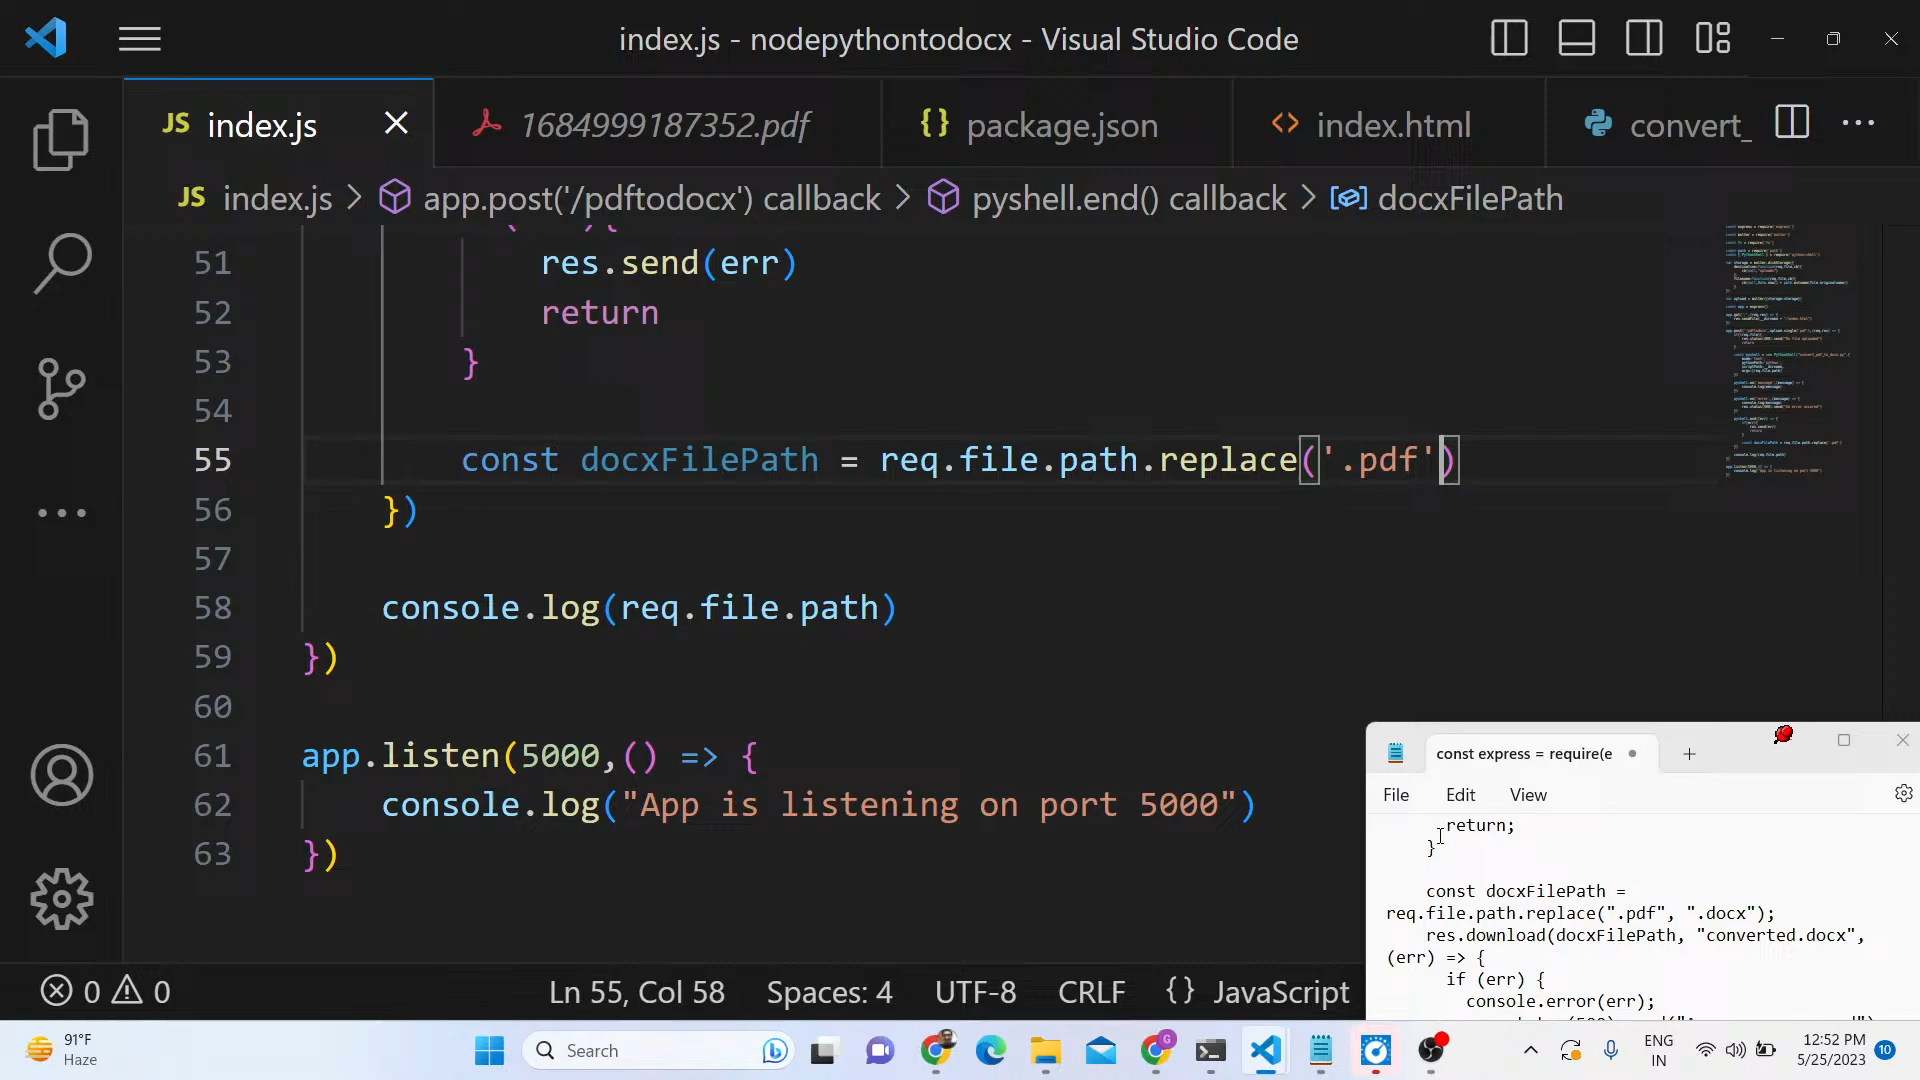 index.js - nodepythontodocx - Visual Studio Code
JS index.js
1684999187352.pdf
{} package.json
<> index.html
convert_
JS index.js > app.post('/pdftodocx') callback > pyshell.end() callback > docxFilePath
51 res.send(err)
52 return
53 }
54
55 const docxFilePath = req.file.path.replace('.pdf')
56 })
57
58 console.log(req.file.path)
59 })
60
61 app.listen(5000,() => {
62 console.log("App is listening on port 5000")
63 })
const express = require(e
File Edit View
return;
}
const docxFilePath =
req.file.path.replace(".pdf", ".docx");
res.download(docxFilePath, "converted.docx",
(err) => {
if (err) {
console.error(err);
0 0
Ln 55, Col 58 Spaces: 4 UTF-8 CRLF {} JavaScript
91°F
Haze
Search
ENG
IN
12:52 PM
5/25/2023
10